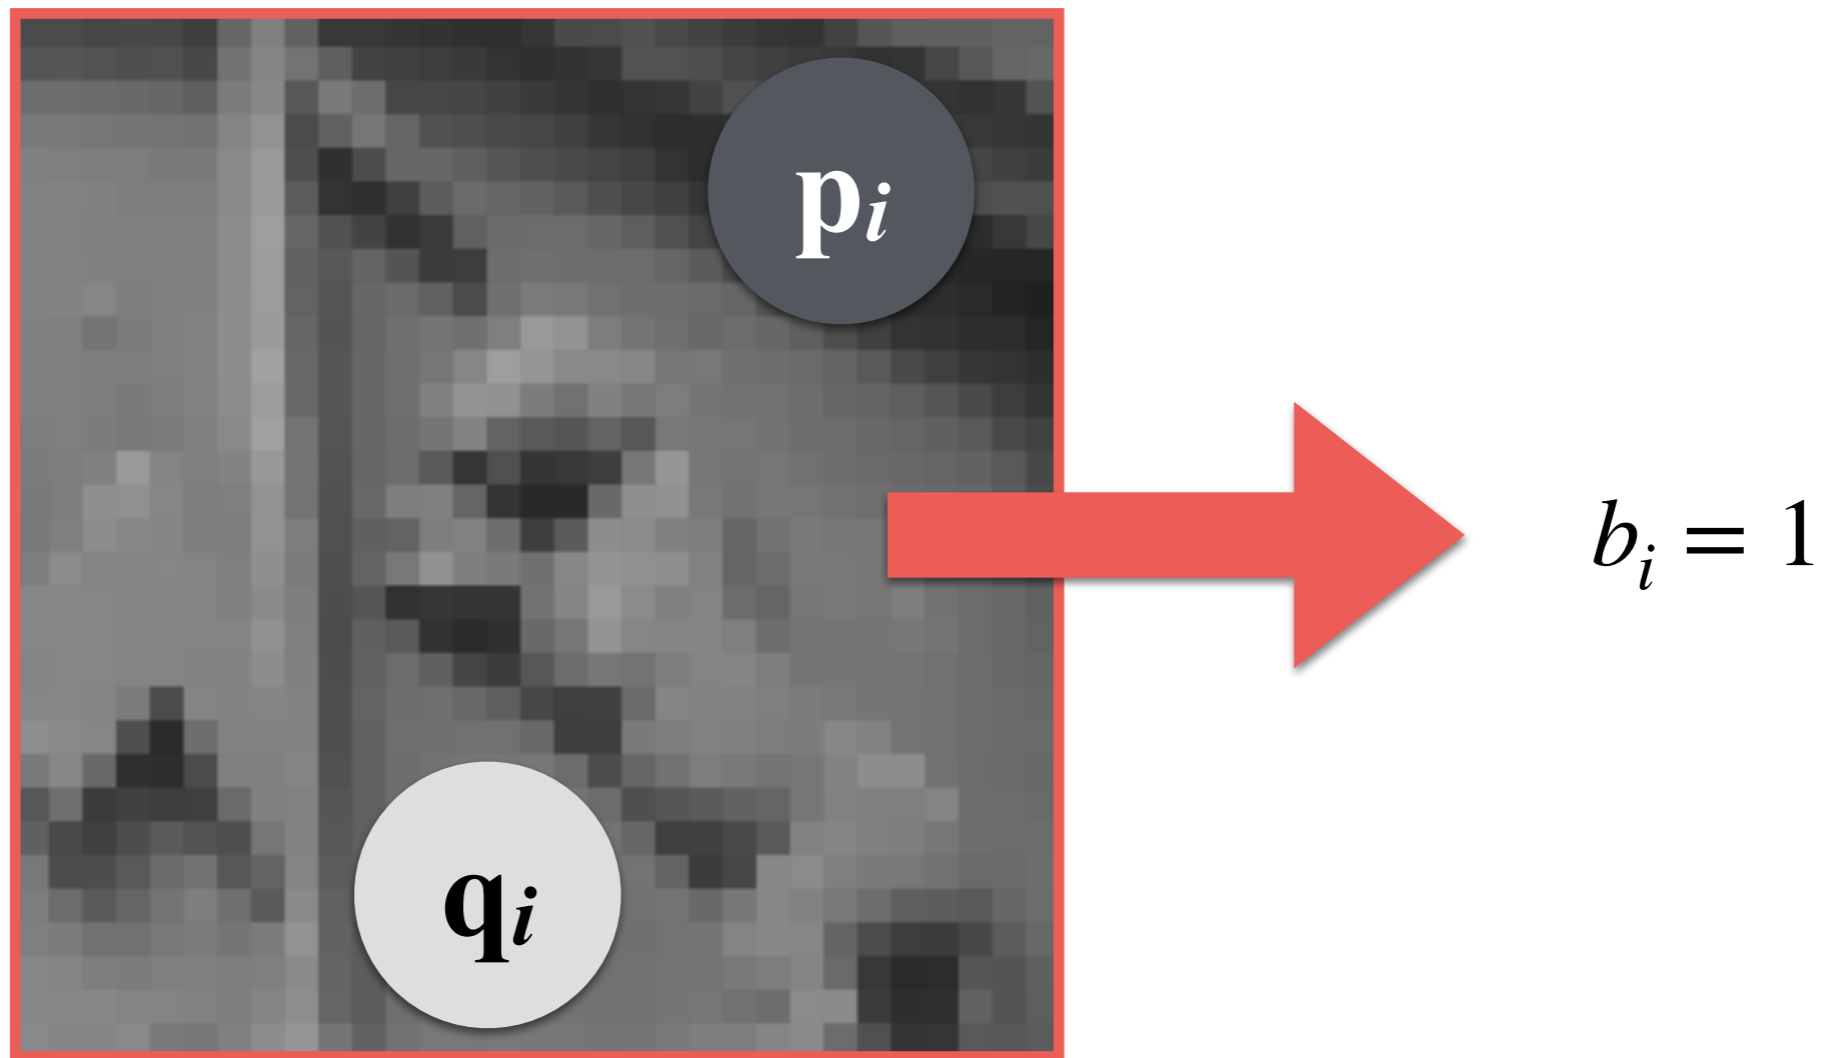 pᵢ
bᵢ = 1
qᵢ